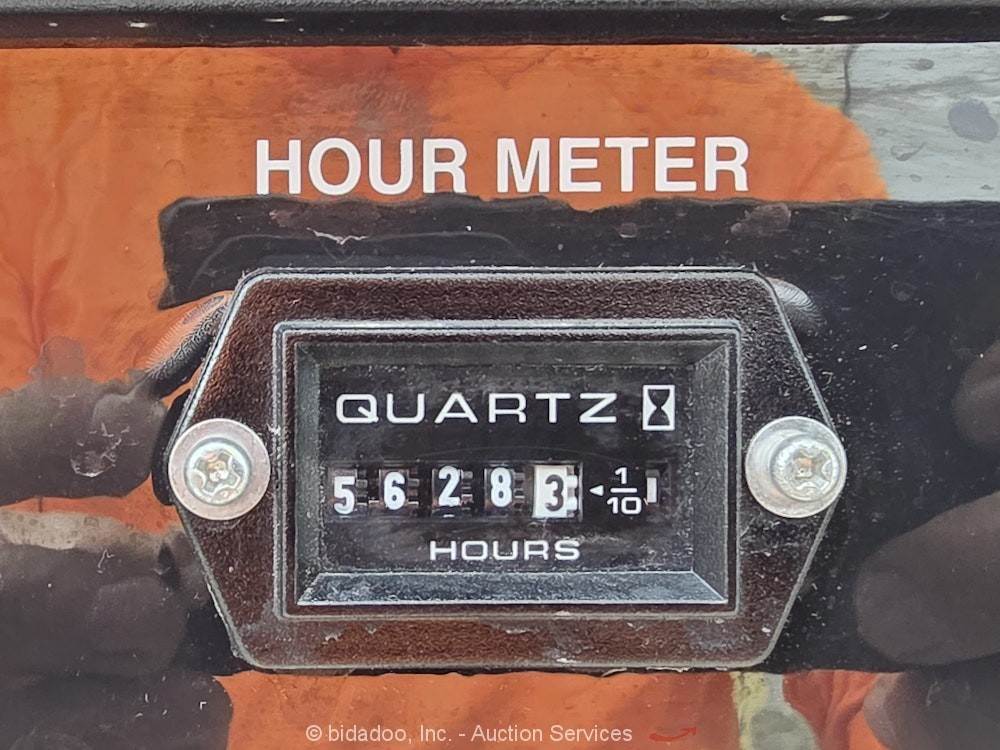 HOUR METER
QUARTZ
5 6 2 8 3 ◄ 1/10
HOURS
© bidadoo, Inc. - Auction Services